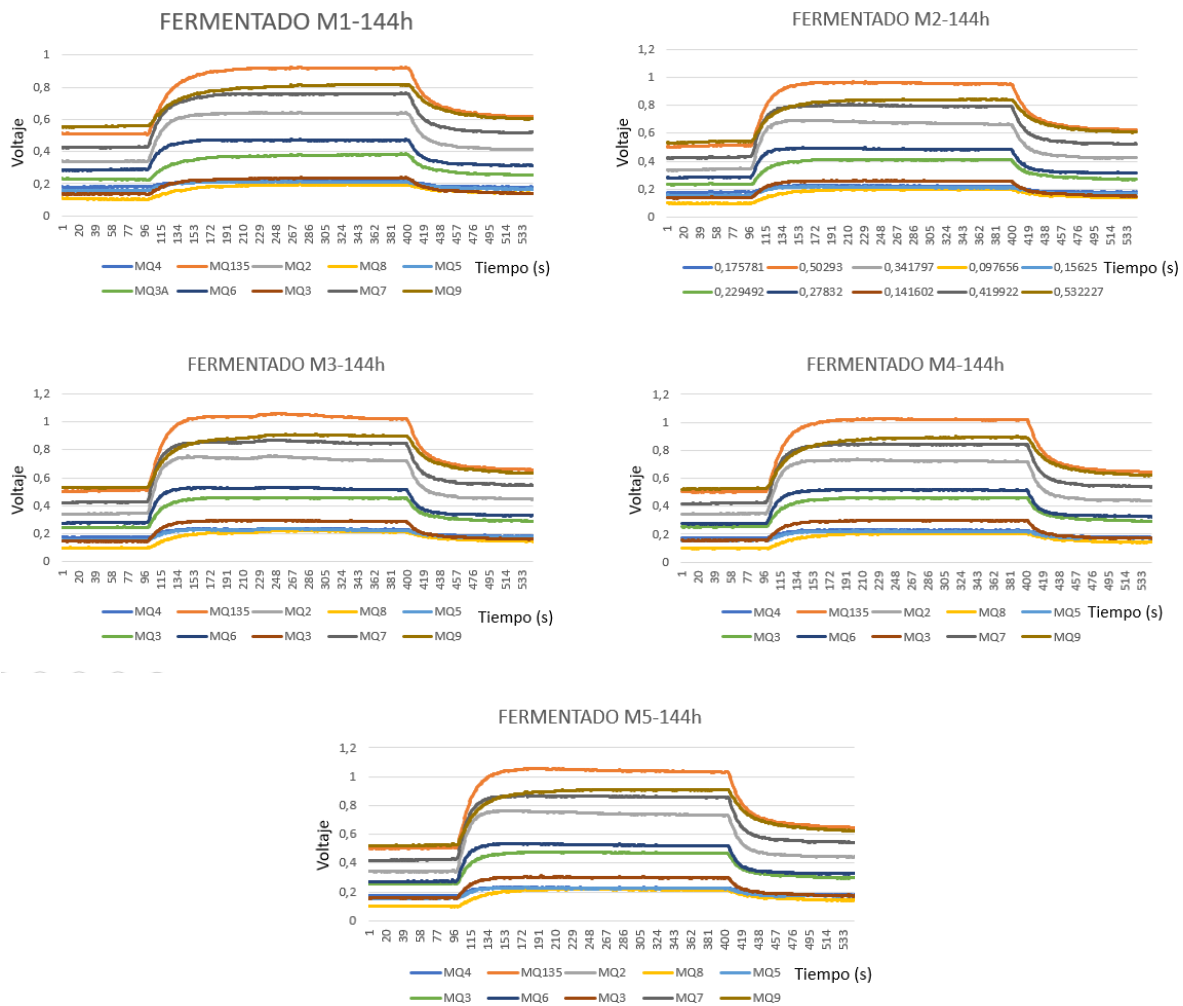 FERMENTADO M1-144h
Voltaje
1
0,8
0,6
0,4
0,2
0
1 20 39 58 77 96 115 134 153 172 191 210 229 248 267 286 305 324 343 362 381 400 419 438 457 476 495 514 533
MQ4 MQ135 MQ2 MQ8 MQ5 Tiempo (s)
MQ3A MQ6 MQ3 MQ7 MQ9
FERMENTADO M2-144h
Voltaje
1,2
1
0,8
0,6
0,4
0,2
0
1 20 39 58 77 96 115 134 153 172 191 210 229 248 267 286 305 324 343 362 381 400 419 438 457 476 495 514 533
0,175781 0,50293 0,341797 0,097656 0,15625 Tiempo (s)
0,229492 0,27832 0,141602 0,419922 0,532227
FERMENTADO M3-144h
Voltaje
1,2
1
0,8
0,6
0,4
0,2
0
1 20 39 58 77 96 115 134 153 172 191 210 229 248 267 286 305 324 343 362 381 400 419 438 457 476 495 514 533
MQ4 MQ135 MQ2 MQ8 MQ5 Tiempo (s)
MQ3 MQ6 MQ3 MQ7 MQ9
FERMENTADO M4-144h
Voltaje
1,2
1
0,8
0,6
0,4
0,2
0
1 20 39 58 77 96 115 134 153 172 191 210 229 248 267 286 305 324 343 362 381 400 419 438 457 476 495 514 533
MQ4 MQ135 MQ2 MQ8 MQ5 Tiempo (s)
MQ3 MQ6 MQ3 MQ7 MQ9
FERMENTADO M5-144h
Voltaje
1,2
1
0,8
0,6
0,4
0,2
0
1 20 39 58 77 96 115 134 153 172 191 210 229 248 267 286 305 324 343 362 381 400 419 438 457 476 495 514 533
MQ4 MQ135 MQ2 MQ8 MQ5 Tiempo (s)
MQ3 MQ6 MQ3 MQ7 MQ9